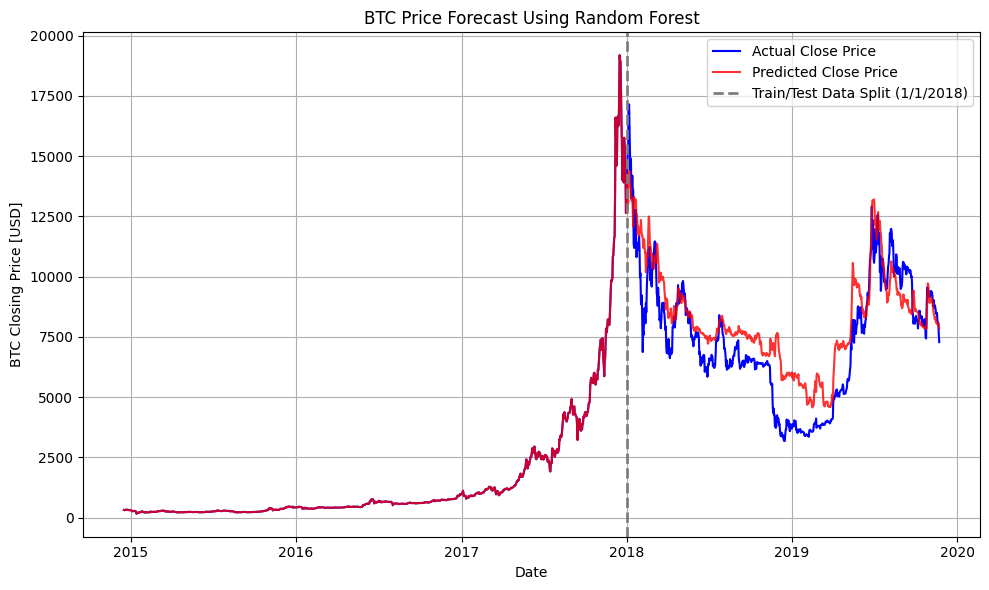 BTC Price Forecast Using Random Forest
20000
17500
15000
12500
10000
7500
5000
2500
0
BTC Closing Price [USD]
Actual Close Price
Predicted Close Price
Train/Test Data Split (1/1/2018)
2015
2016
2017
2018
2019
2020
Date